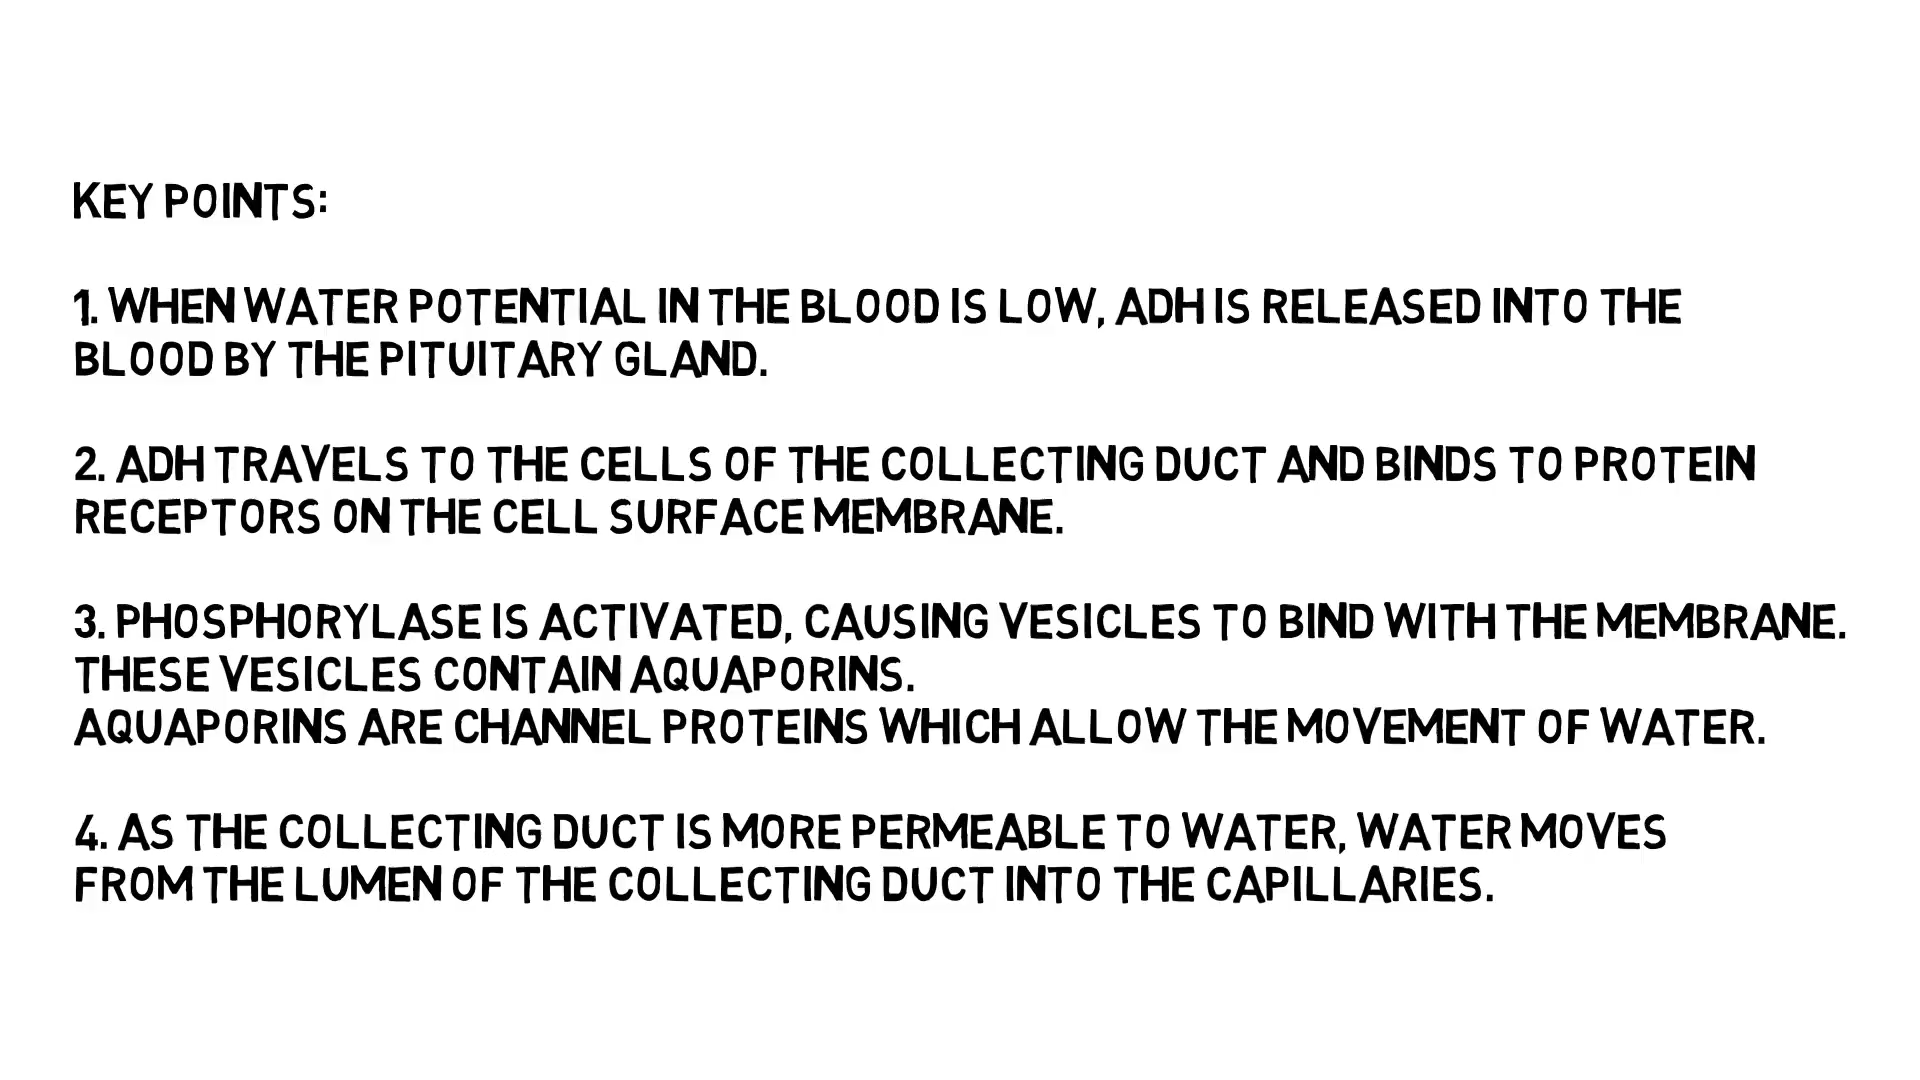 KEY POINTS:
1. WHEN WATER POTENTIAL IN THE BLOOD IS LOW, ADH IS RELEASED INTO THE
BLOOD BY THE PITUITARY GLAND.
2. ADH TRAVELS TO THE CELLS OF THE COLLECTING DUCT AND BINDS TO PROTEIN
RECEPTORS ON THE CELL SURFACE MEMBRANE.
3. PHOSPHORYLASE IS ACTIVATED, CAUSING VESICLES TO BIND WITH THE MEMBRANE.
THESE VESICLES CONTAIN AQUAPORINS.
AQUAPORINS ARE CHANNEL PROTEINS WHICH ALLOW THE MOVEMENT OF WATER.
4. AS THE COLLECTING DUCT IS MORE PERMEABLE TO WATER, WATER MOVES
FROM THE LUMEN OF THE COLLECTING DUCT INTO THE CAPILLARIES.